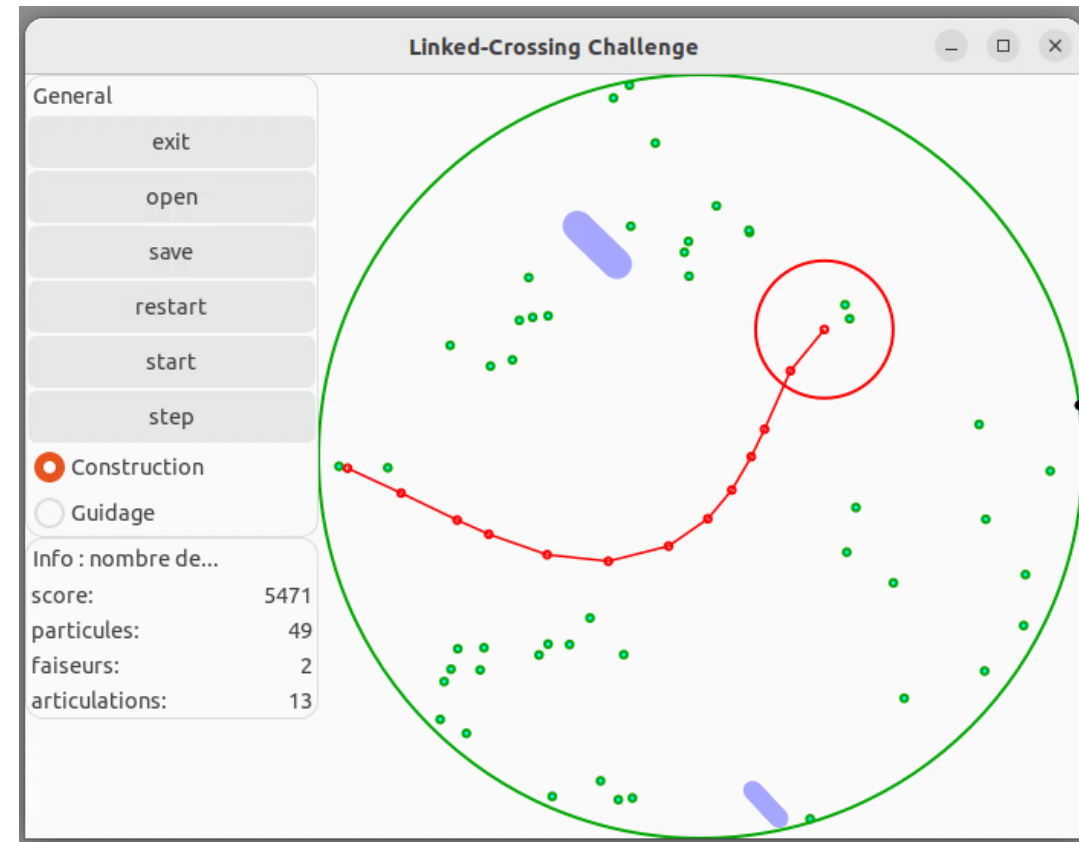 Linked-Crossing Challenge
General
exit
open
save
restart
start
step
Construction
Guidage
Info : nombre de...
score: 5471
particules: 49
faiseurs: 2
articulations: 13